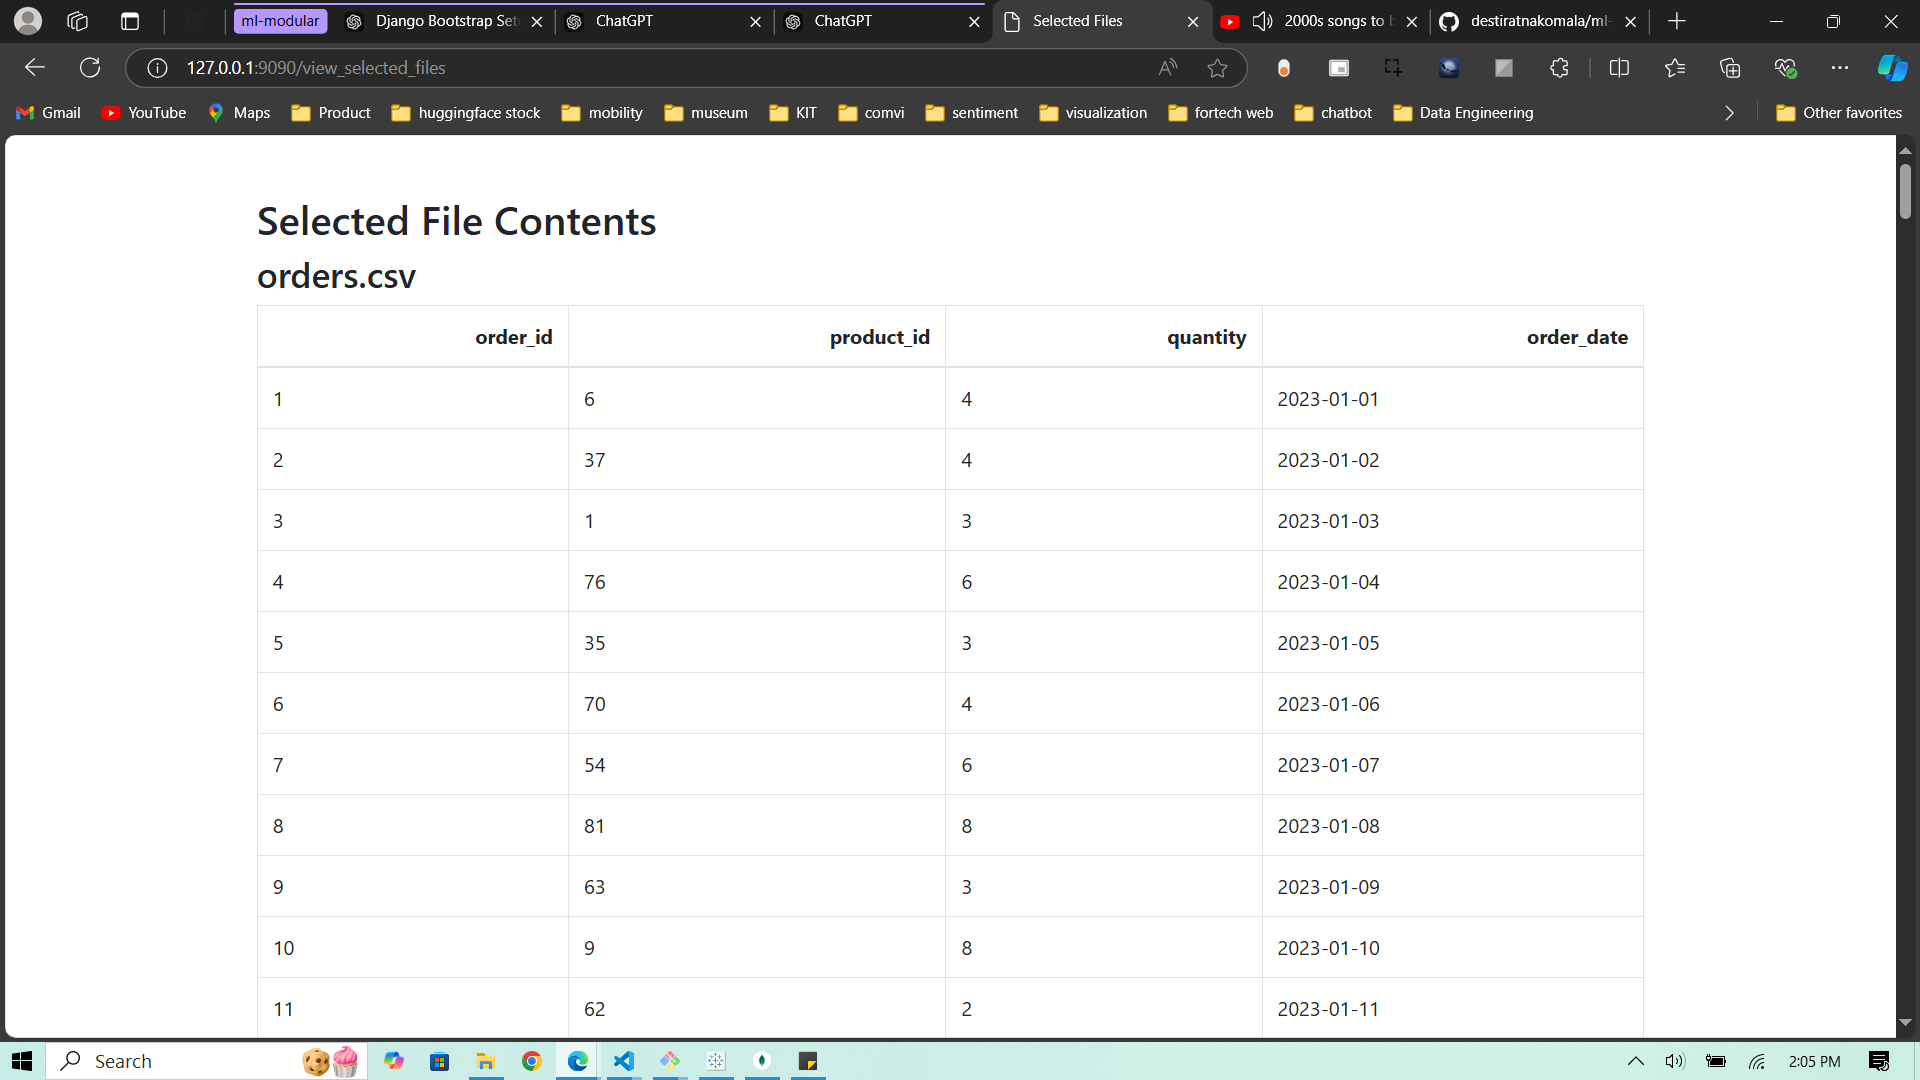 ml-modular Django Bootstrap Set ChatGPT ChatGPT Selected Files 2000s songs to b destiratnakomala/ml-
127.0.0.1:9090/view_selected_files
Gmail YouTube Maps Product huggingface stock mobility museum KIT comvi sentiment visualization fortech web chatbot Data Engineering Other favorites
Selected File Contents
orders.csv
order_id product_id quantity order_date
1 6 4 2023-01-01
2 37 4 2023-01-02
3 1 3 2023-01-03
4 76 6 2023-01-04
5 35 3 2023-01-05
6 70 4 2023-01-06
7 54 6 2023-01-07
8 81 8 2023-01-08
9 63 3 2023-01-09
10 9 8 2023-01-10
11 62 2 2023-01-11
Search 2:05 PM